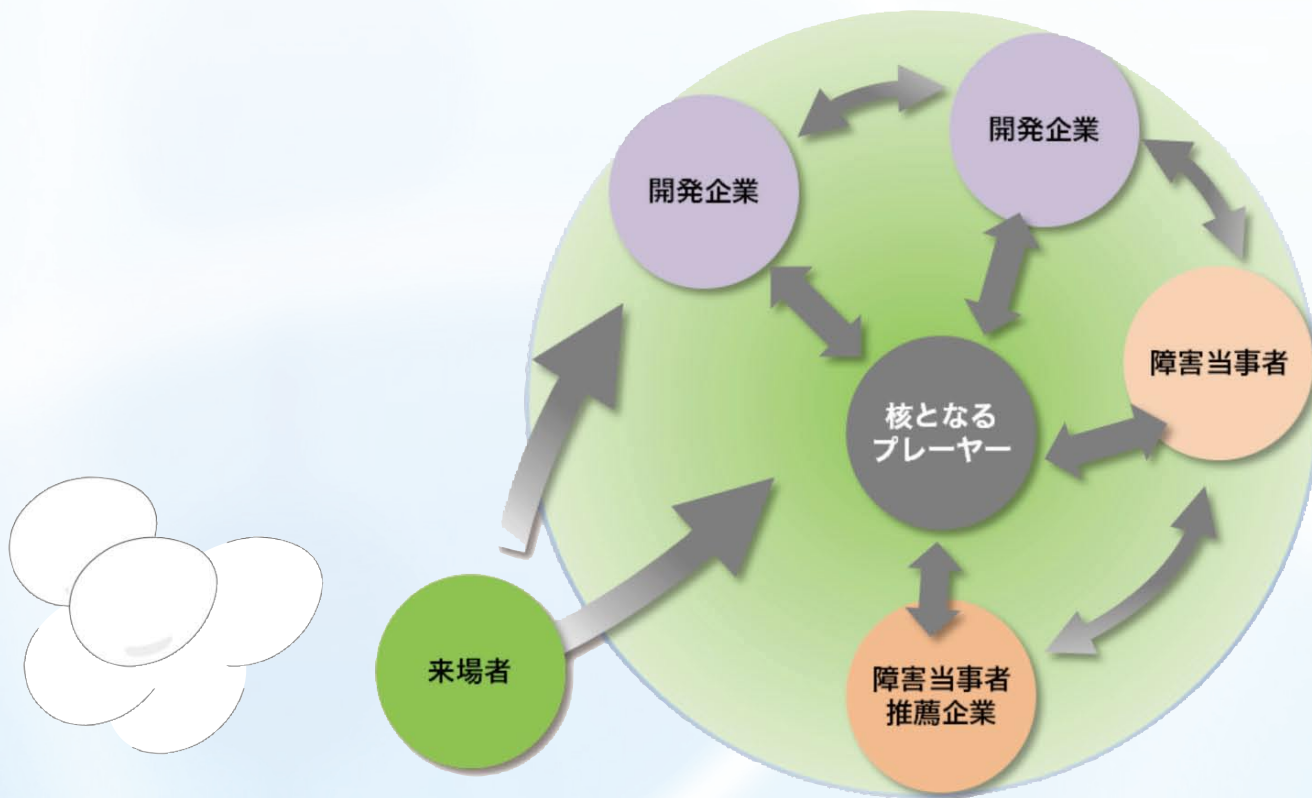 開発企業
開発企業
障害当事者
核となる
プレーヤー
来場者
障害当事者
推薦企業